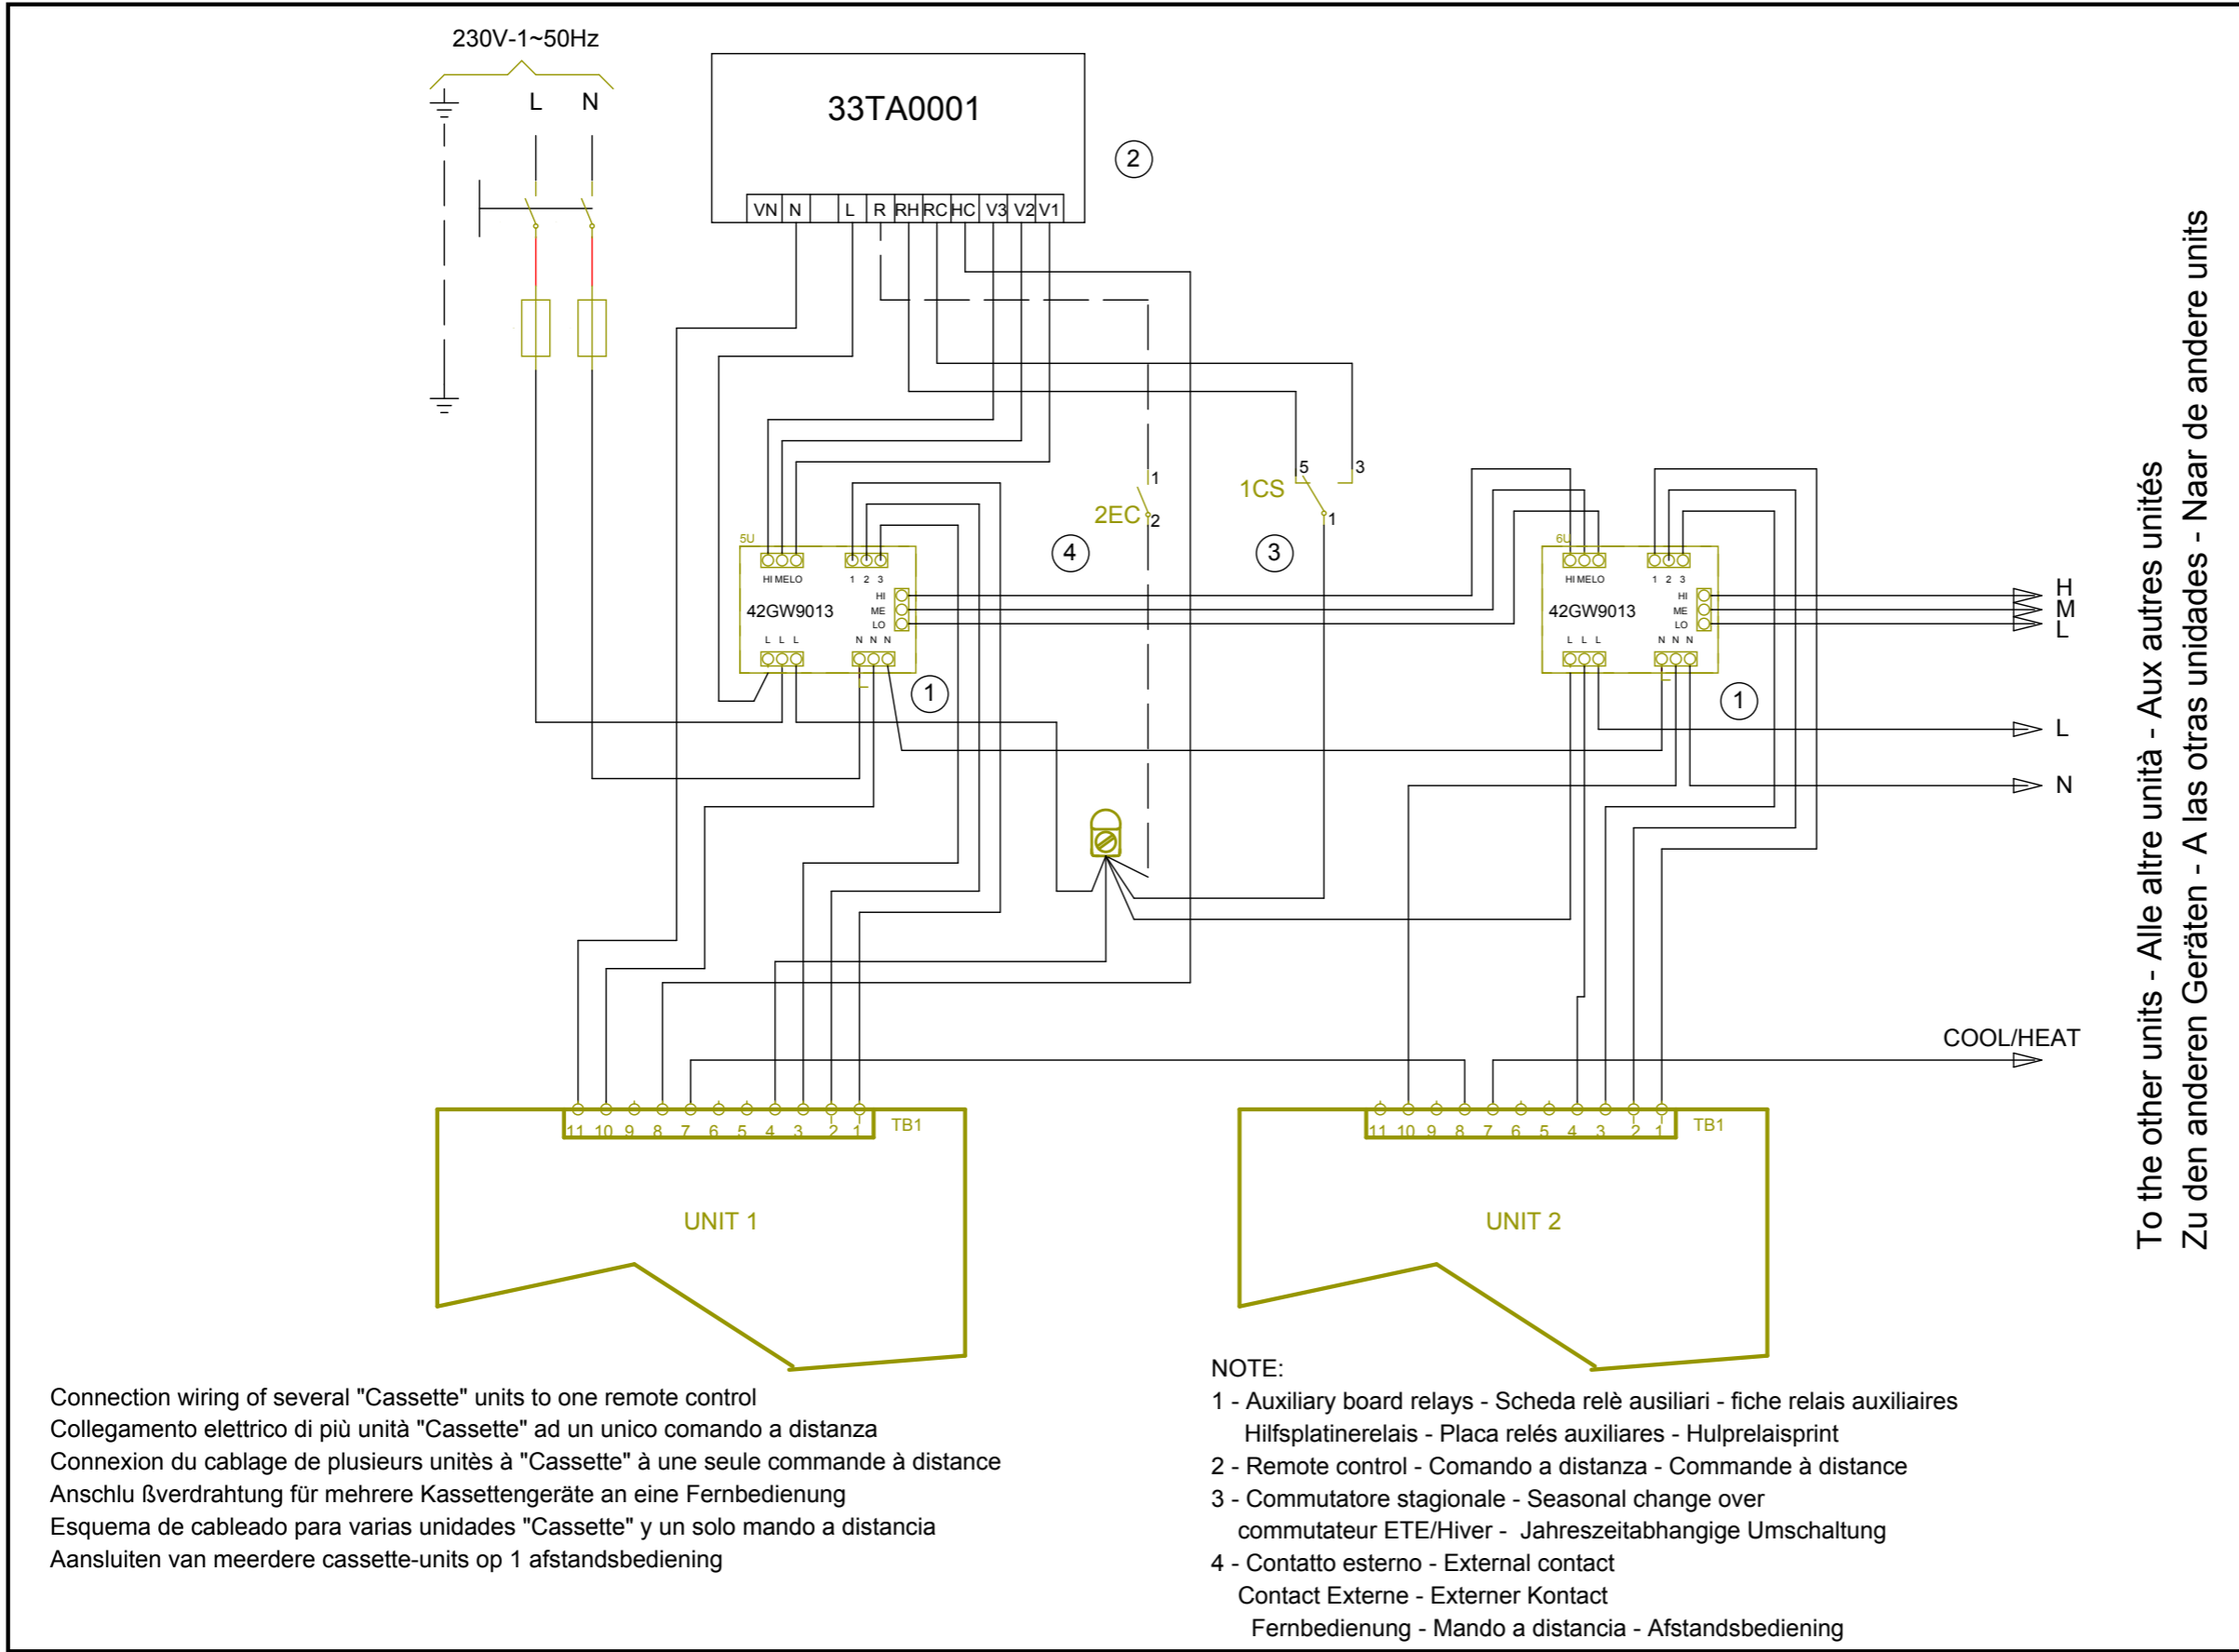 230V-1~50Hz
L N
33TA0001
2
VN N L R RH RC HC V3 V2 V1
1
2EC
2
4
1CS
5 3
1
3
5U
HI ME LO 1 2 3
HI
42GW9013
ME
LO
L L L N N N
1
6U
HI ME LO 1 2 3
HI
42GW9013
ME
LO
L L L N N N
1
H
M
L
L
N
COOL/HEAT
To the other units - Alle altre unità - Aux autres unités
Zu den anderen Geräten - A las otras unidades - Naar de andere units
11 10 9 8 7 6 5 4 3 2 1 TB1
UNIT 1
11 10 9 8 7 6 5 4 3 2 1 TB1
UNIT 2
Connection wiring of several "Cassette" units to one remote control
Collegamento elettrico di più unità "Cassette" ad un unico comando a distanza
Connexion du cablage de plusieurs unitès à "Cassette" à une seule commande à distance
Anschlu ßverdrahtung für mehrere Kassettengeräte an eine Fernbedienung
Esquema de cableado para varias unidades "Cassette" y un solo mando a distancia
Aansluiten van meerdere cassette-units op 1 afstandsbediening
NOTE:
1 - Auxiliary board relays - Scheda relè ausiliari - fiche relais auxiliaires
Hilfsplatinerelais - Placa relés auxiliares - Hulprelaisprint
2 - Remote control - Comando a distanza - Commande à distance
3 - Commutatore stagionale - Seasonal change over
commutateur ETE/Hiver - Jahreszeitabhangige Umschaltung
4 - Contatto esterno - External contact
Contact Externe - Externer Kontact
Fernbedienung - Mando a distancia - Afstandsbediening